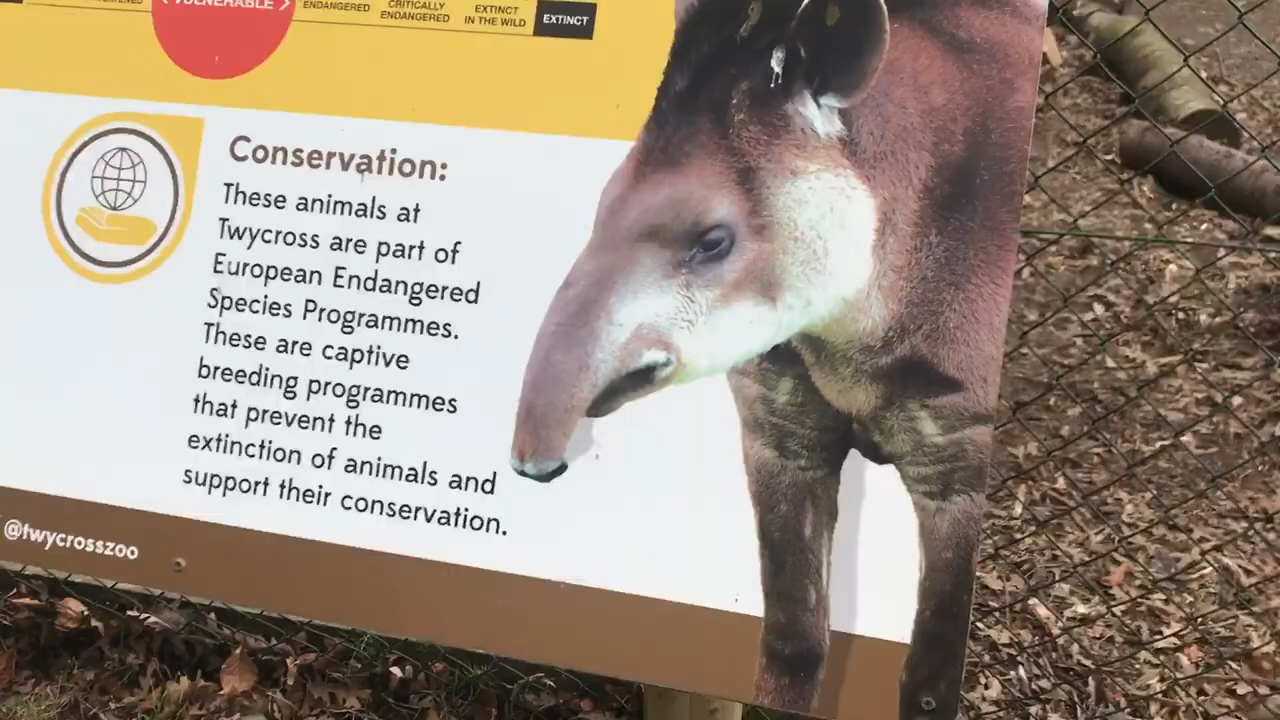 VULNERABLE
ENDANGERED
CRITICALLY
ENDANGERED
EXTINCT
IN THE WILD
EXTINCT
Conservation:
These animals at
Twycross are part of
European Endangered
Species Programmes.
These are captive
breeding programmes
that prevent the
extinction of animals and
support their conservation.
@twycrosszoo